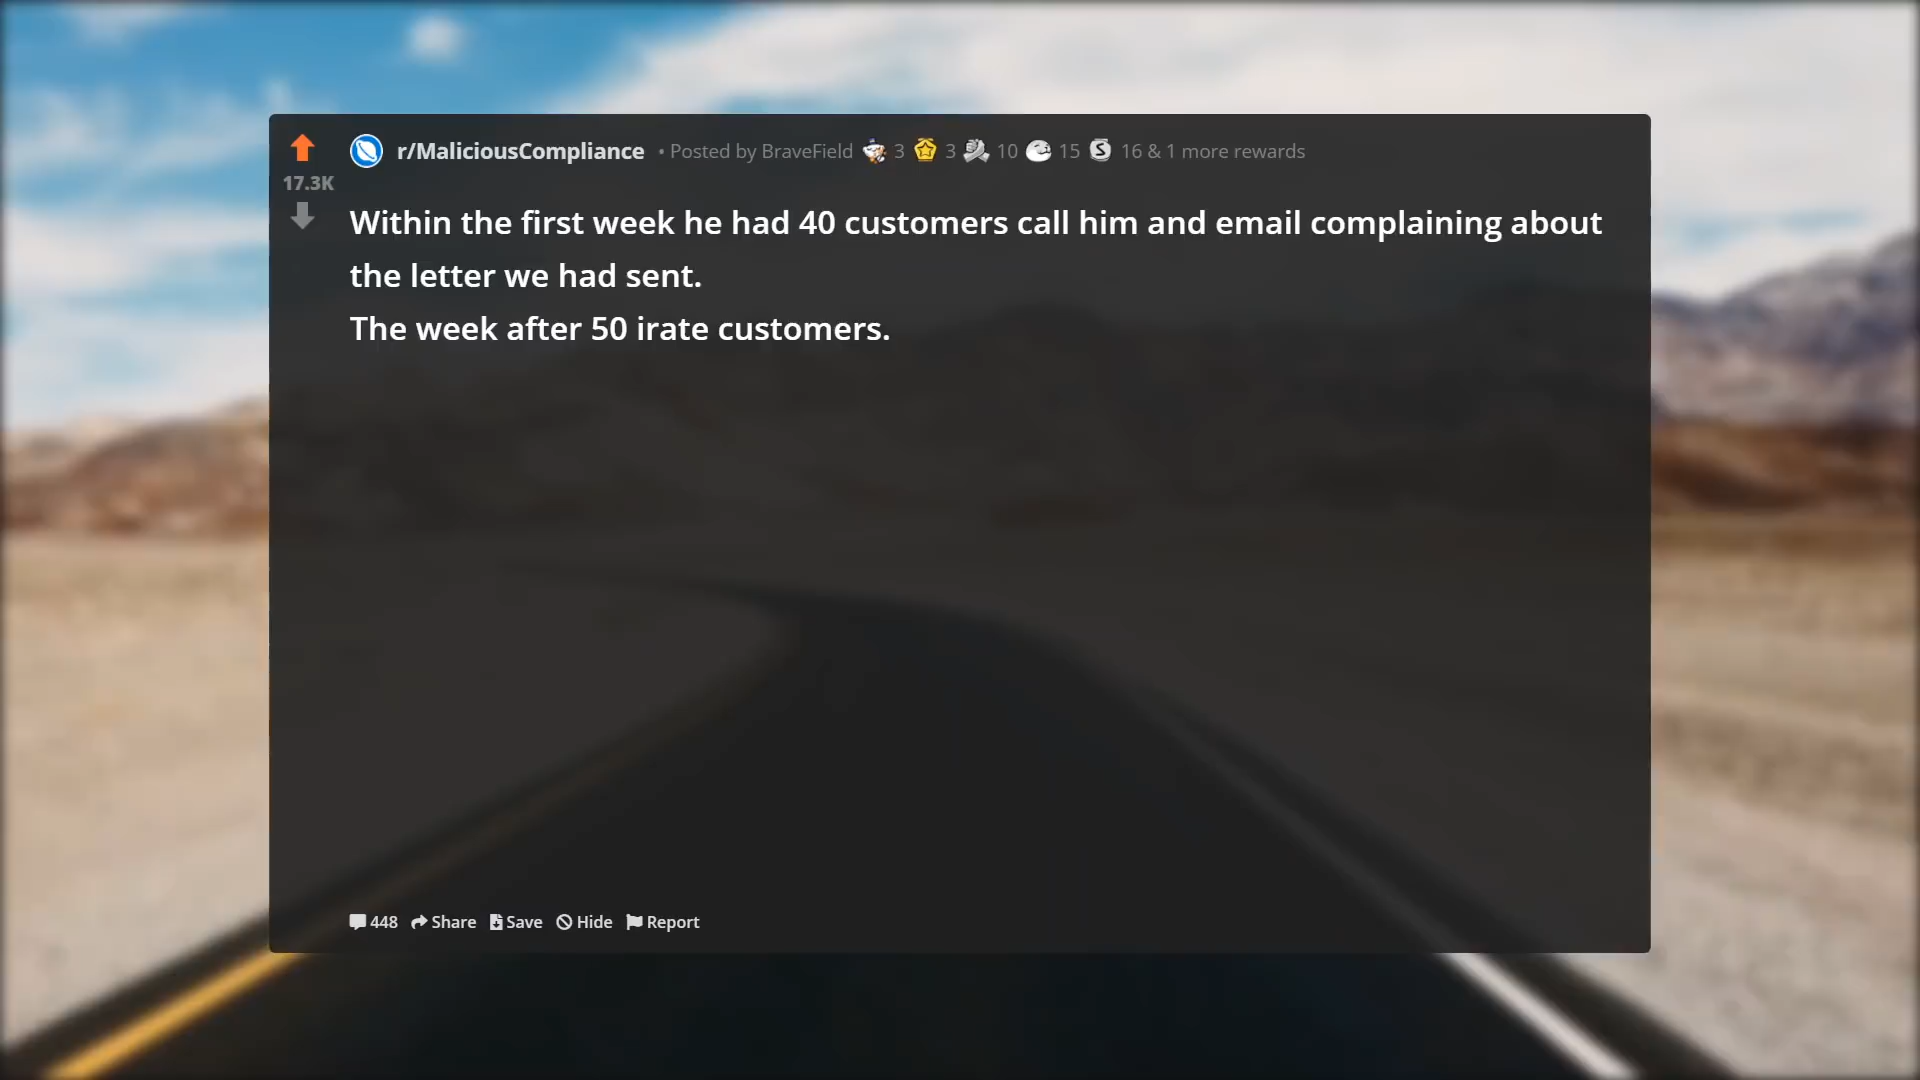 r/MaliciousCompliance • Posted by BraveField 3 3 10 15 16 & 1 more rewards
17.3K
Within the first week he had 40 customers call him and email complaining about
the letter we had sent.
The week after 50 irate customers.
448 Share Save Hide Report